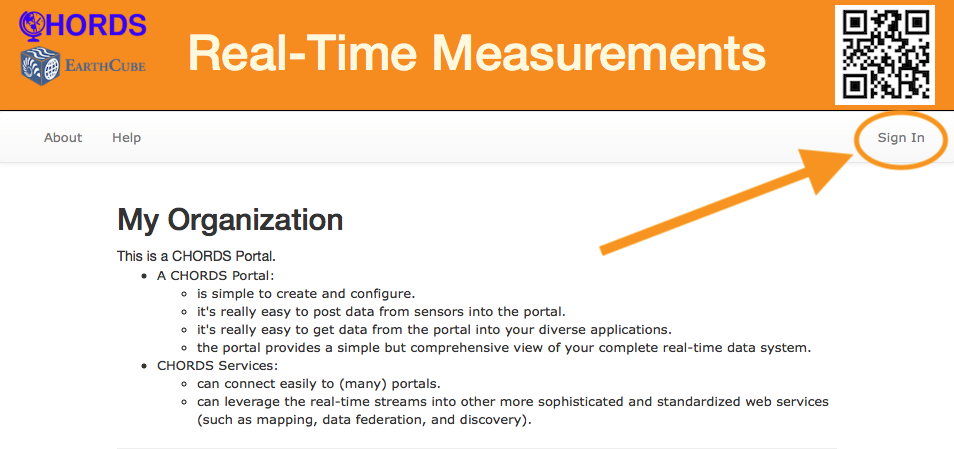 CHORDS
EARTHCUBE
Real-Time Measurements
About Help Sign In
My Organization
This is a CHORDS Portal.
A CHORDS Portal:
is simple to create and configure.
it's really easy to post data from sensors into the portal.
it's really easy to get data from the portal into your diverse applications.
the portal provides a simple but comprehensive view of your complete real-time data system.
CHORDS Services:
can connect easily to (many) portals.
can leverage the real-time streams into other more sophisticated and standardized web services
(such as mapping, data federation, and discovery).